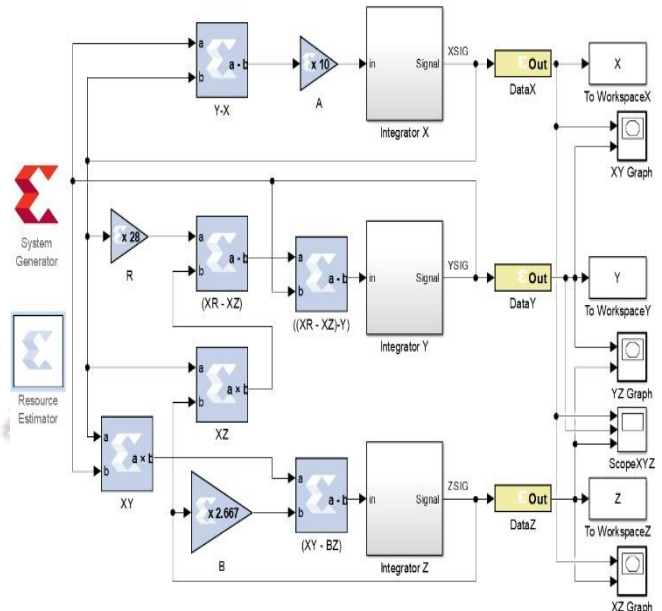 a
b
a - b
Y-X
x 10
A
in
Signal
Integrator X
XSIG
Out
DataX
X
To WorkspaceX
XY Graph
System
Generator
x 28
R
a
b
a - b
(XR - XZ)
a
b
a - b
((XR - XZ)-Y)
in
Signal
Integrator Y
YSIG
Out
DataY
Y
To WorkspaceY
YZ Graph
Resource
Estimator
a
b
a × b
XZ
ScopeXYZ
a
b
a × b
XY
x 2.667
B
a
b
a - b
(XY - BZ)
in
Signal
Integrator Z
ZSIG
Out
DataZ
Z
To WorkspaceZ
XZ Graph